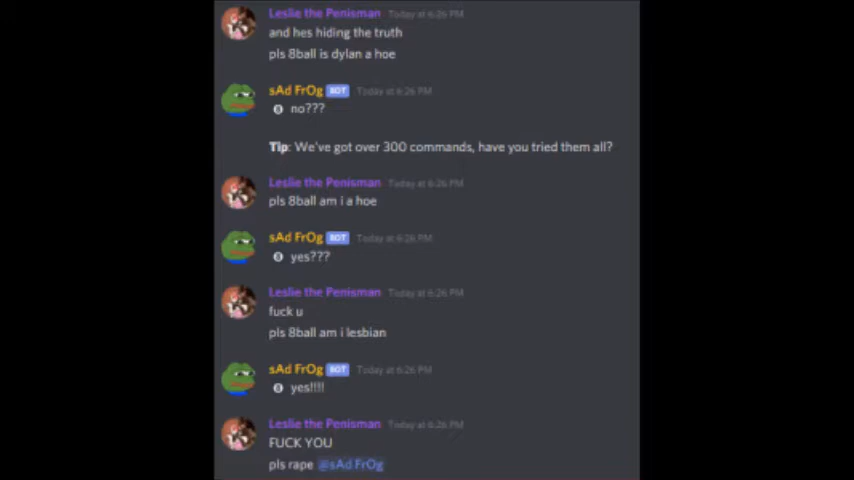 Leslie the Penisman Today at 6:26 PM
and hes hiding the truth
pls 8ball is dylan a hoe
sAd FrOg BOT Today at 6:26 PM
8 no???
Tip: We've got over 300 commands, have you tried them all?
Leslie the Penisman Today at 6:26 PM
pls 8ball am i a hoe
sAd FrOg BOT Today at 6:26 PM
8 yes???
Leslie the Penisman Today at 6:26 PM
fuck u
pls 8ball am i lesbian
sAd FrOg BOT Today at 6:26 PM
8 yes!!!!
Leslie the Penisman Today at 6:26 PM
FUCK YOU
pls rape @sAd FrOg